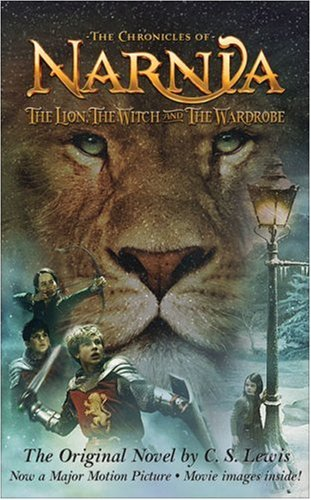 THE CHRONICLES OF
NARNIA
THE LION, THE WITCH AND THE WARDROBE
The Original Novel by C. S. Lewis
Now a Major Motion Picture • Movie images inside!